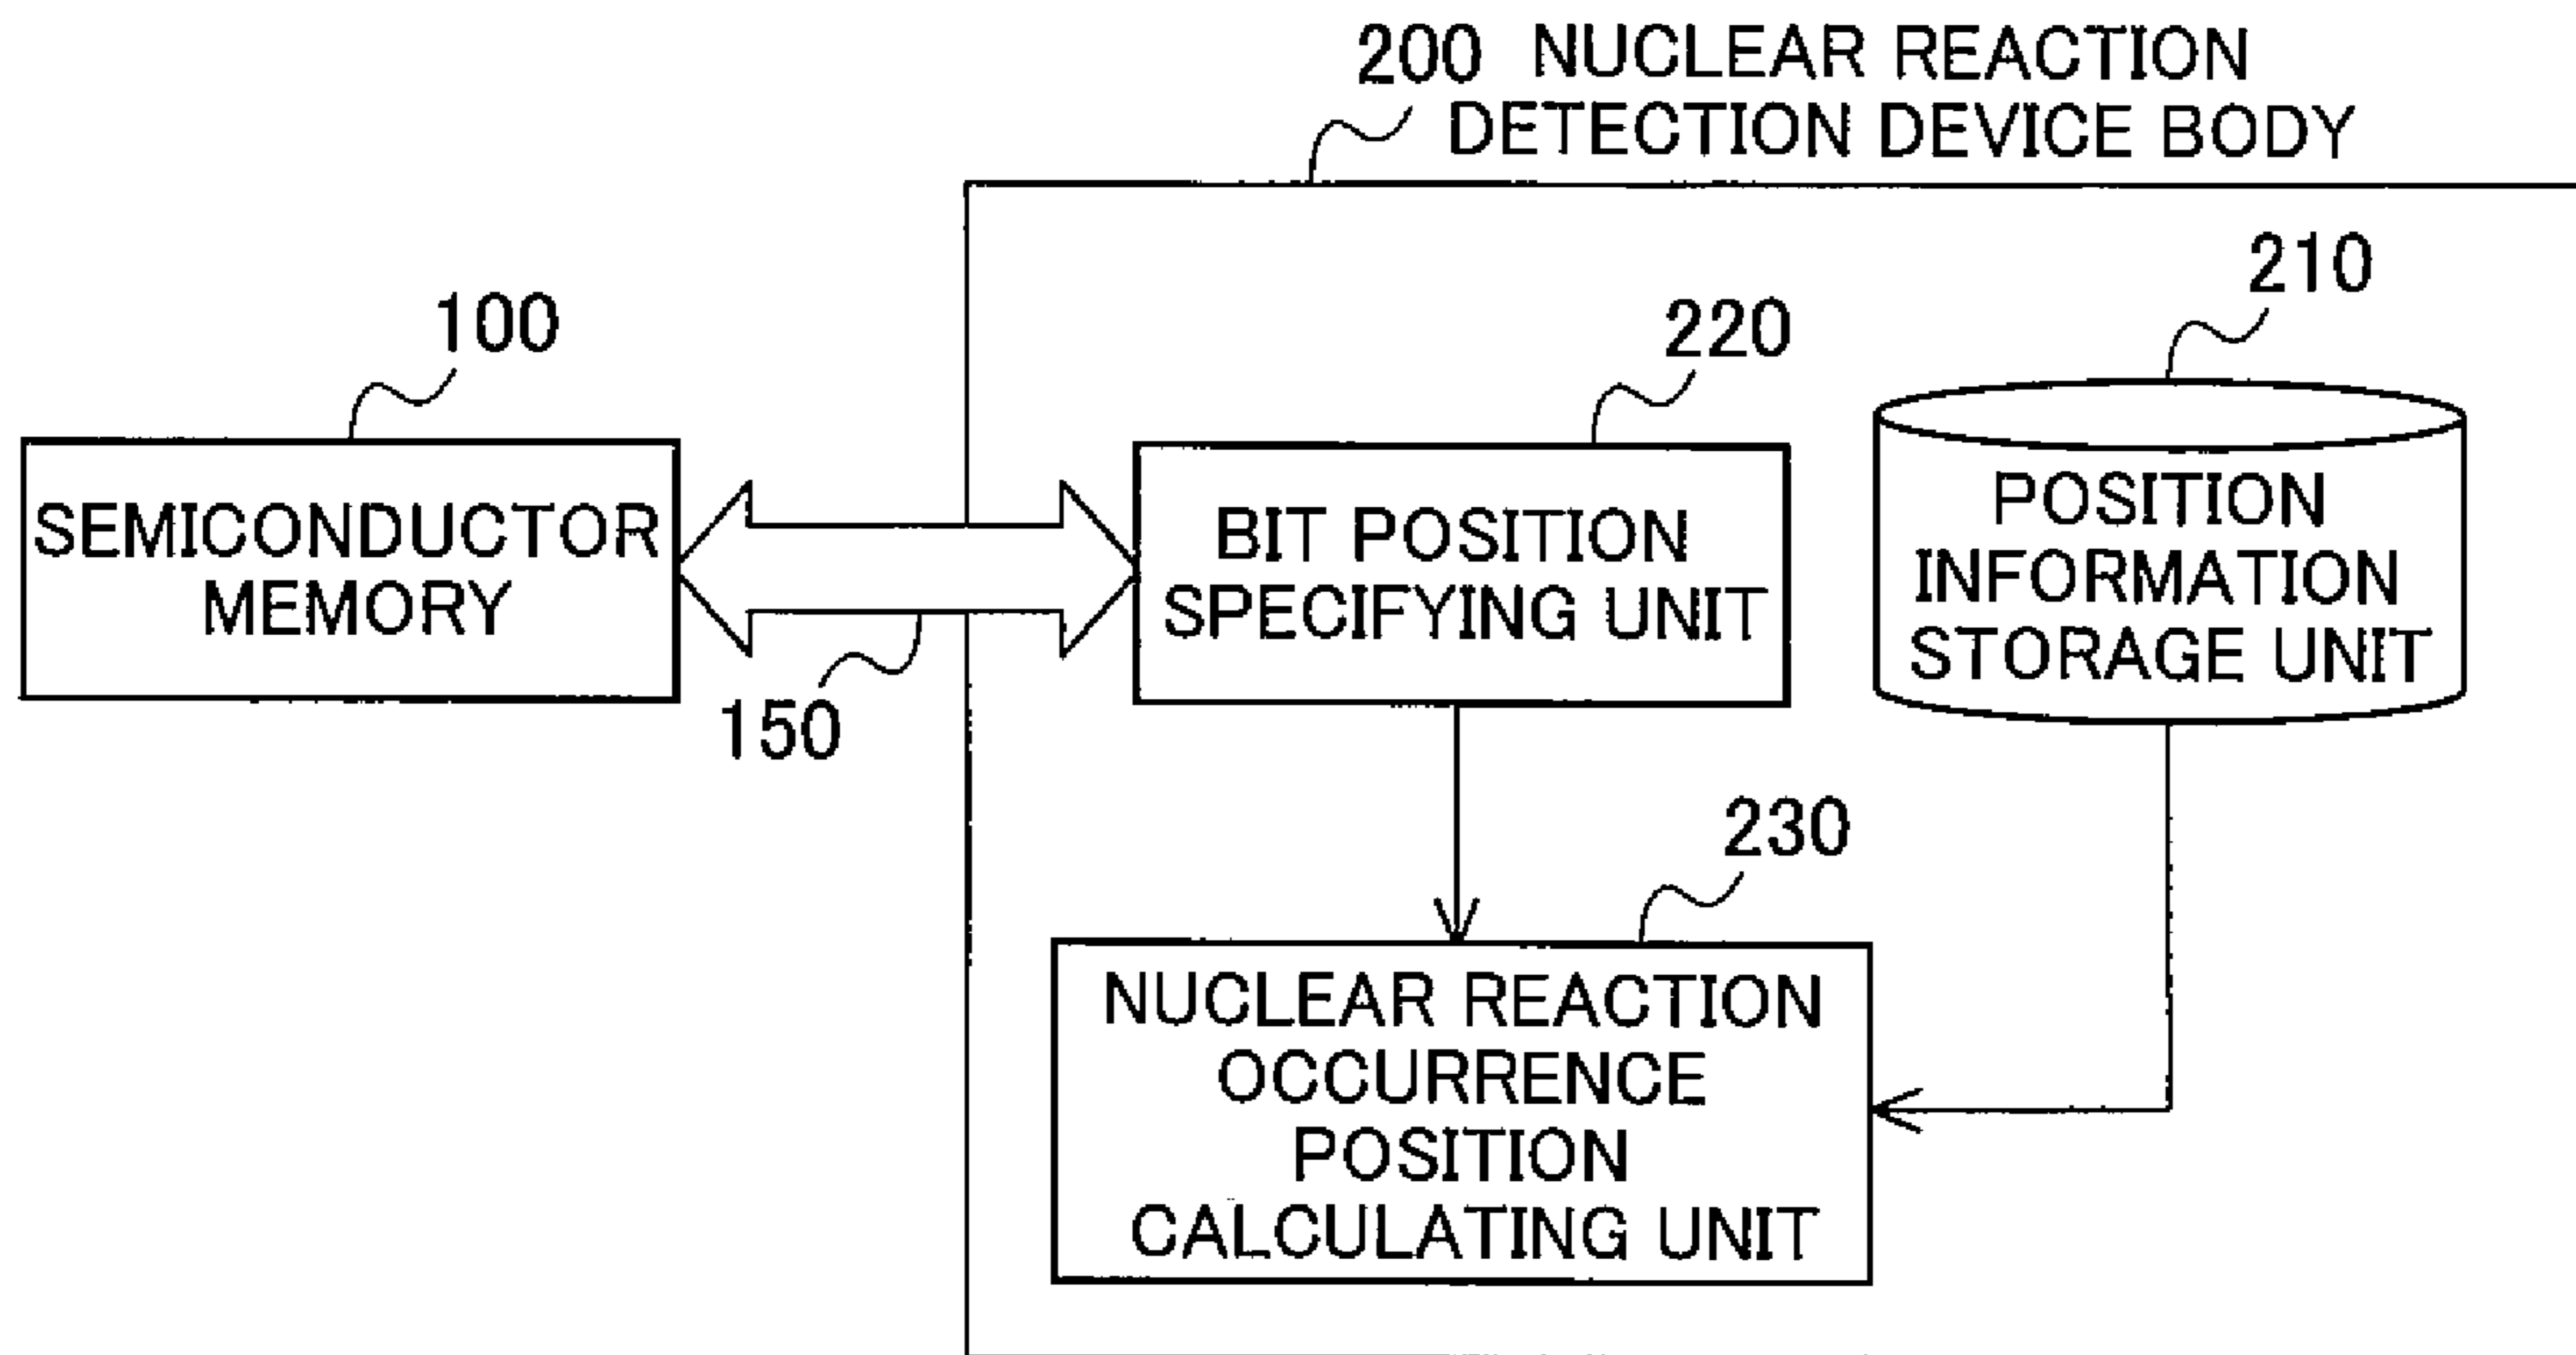 200 NUCLEAR REACTION
DETECTION DEVICE BODY
100
SEMICONDUCTOR
MEMORY
150
220
BIT POSITION
SPECIFYING UNIT
210
POSITION
INFORMATION
STORAGE UNIT
230
NUCLEAR REACTION
OCCURRENCE
POSITION
CALCULATING UNIT